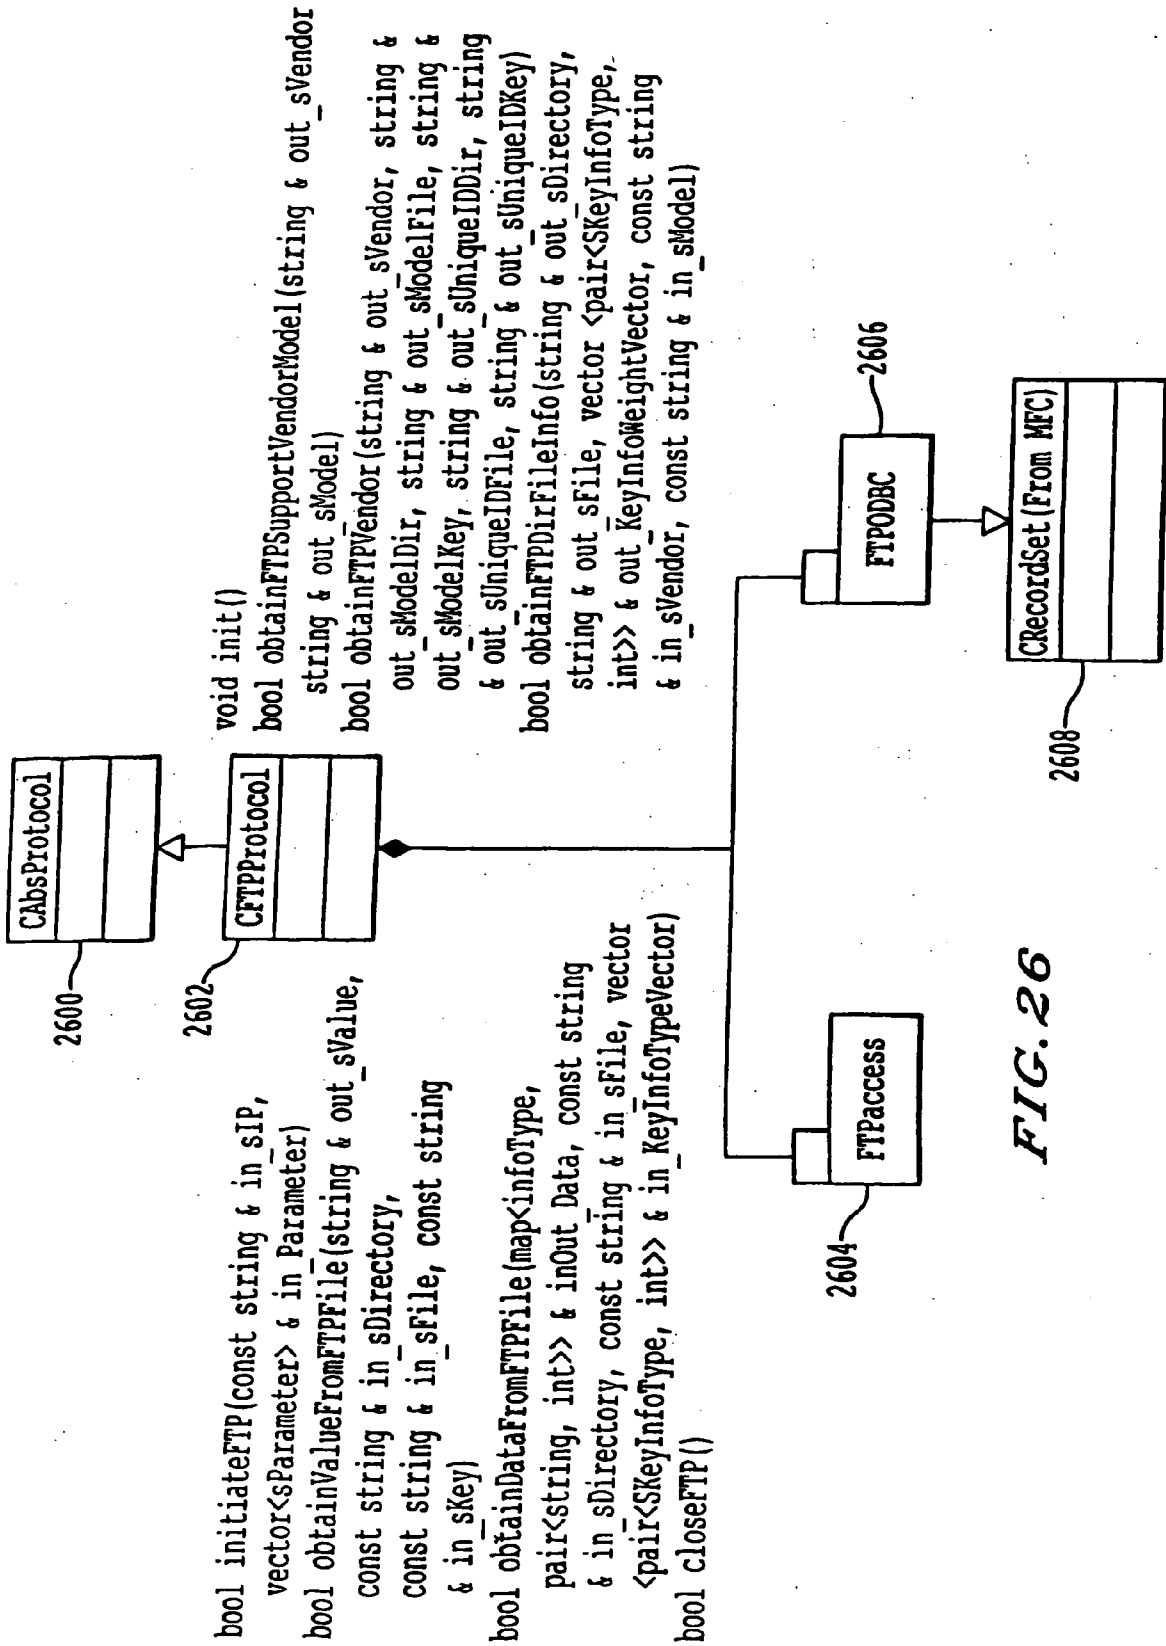 CAbsProtocol
2600
CFTPProtocol
2602
bool initiateFTP(const string & in_sIP,
vector<sParameter> & in_Parameter)
bool obtainValueFromFTPFile(string & out_sValue,
const string & in_sDirectory,
const string & in_sFile, const string
& in_sKey)
bool obtainDataFromFTPFile(map<infoType,
pair<string, int>> & inOut_Data, const string
& in_sDirectory, const string & in_sFile, vector
<pair<SKeyInfoType, int>> & in_KeyInfoTypeVector)
bool closeFTP()
void init()
bool obtainFTPSupportVendorModel(string & out_sVendor
string & out_sModel)
bool obtainFTPVendor(string & out_sVendor, string &
out_sModelDir, string & out_sModelFile, string &
out_sModelKey, string & out_sUniqueIDDir, string
& out_sUniqueIDFile, string & out_sUniqueIDKey)
bool obtainFTPDirFileInfo(string & out_sDirectory,
string & out_sFile, vector <pair<SKeyInfoType,
int>> & out_KeyInfoWeightVector, const string
& in_sVendor, const string & in_sModel)
FTPaccess
2604
FTPODBC
2606
CRecordSet(From MFC)
2608
FIG.26